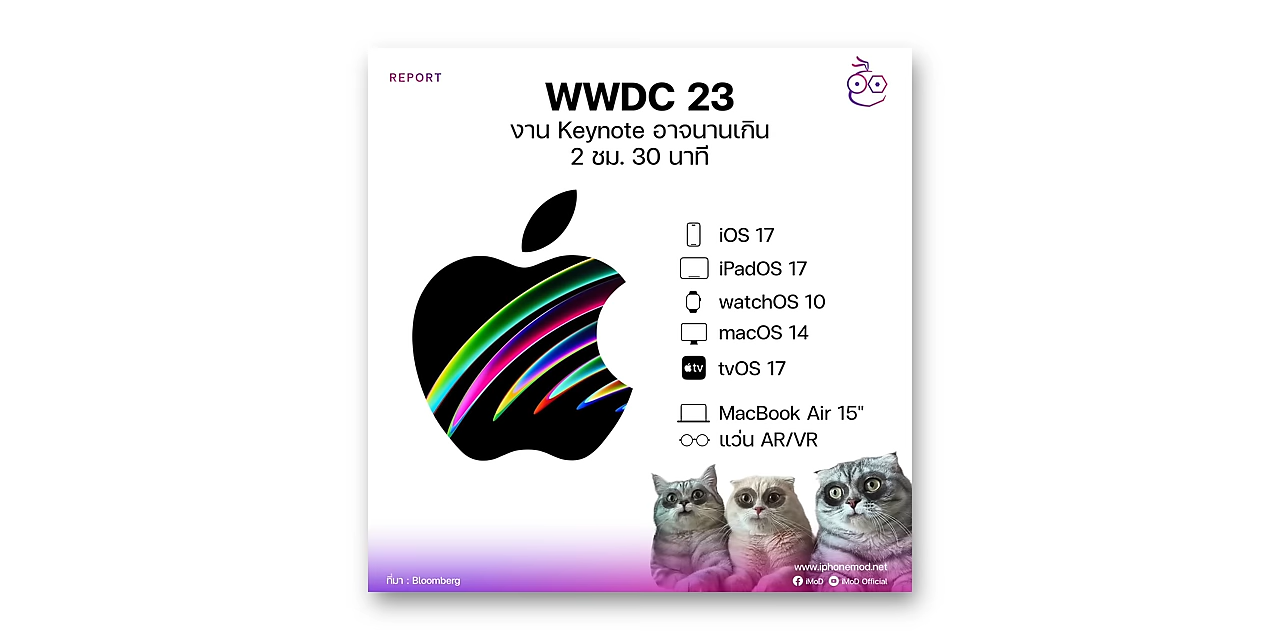 REPORT
WWDC 23
งาน Keynote อาจนานเกิน
2 ชม. 30 นาที
iOS 17
iPadOS 17
watchOS 10
macOS 14
tv
tvOS 17
MacBook Air 15"
แว่น AR/VR
www.iphonemod.net
iMoD iMoD Official
ที่มา : Bloomberg